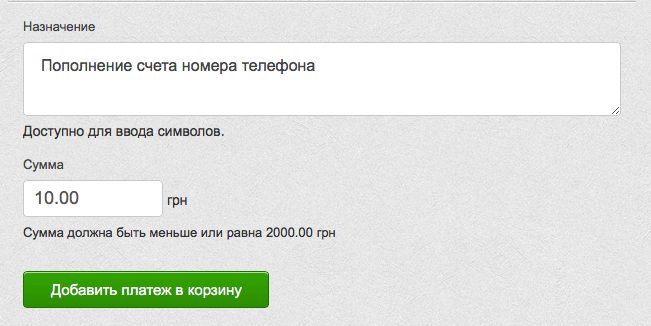 Назначение
Пополнение счета номера телефона
Доступно для ввода символов.
Сумма
10.00 грн
Сумма должна быть меньше или равна 2000.00 грн
Добавить платеж в корзину